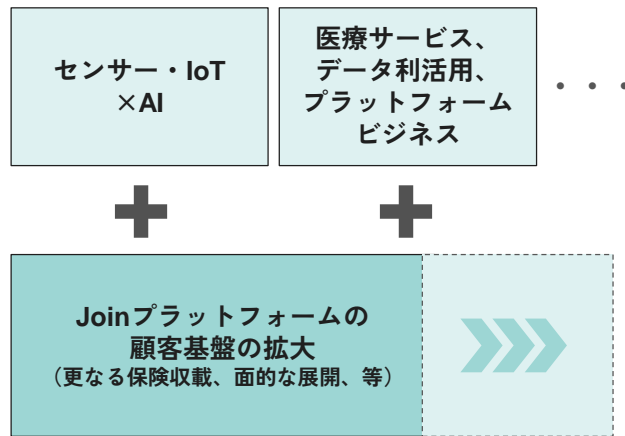 センサー・IoT
×AI
医療サービス、
データ利活用、
プラットフォーム
ビジネス
・・・
Joinプラットフォームの
顧客基盤の拡大
（更なる保険収載、面的な展開、等）